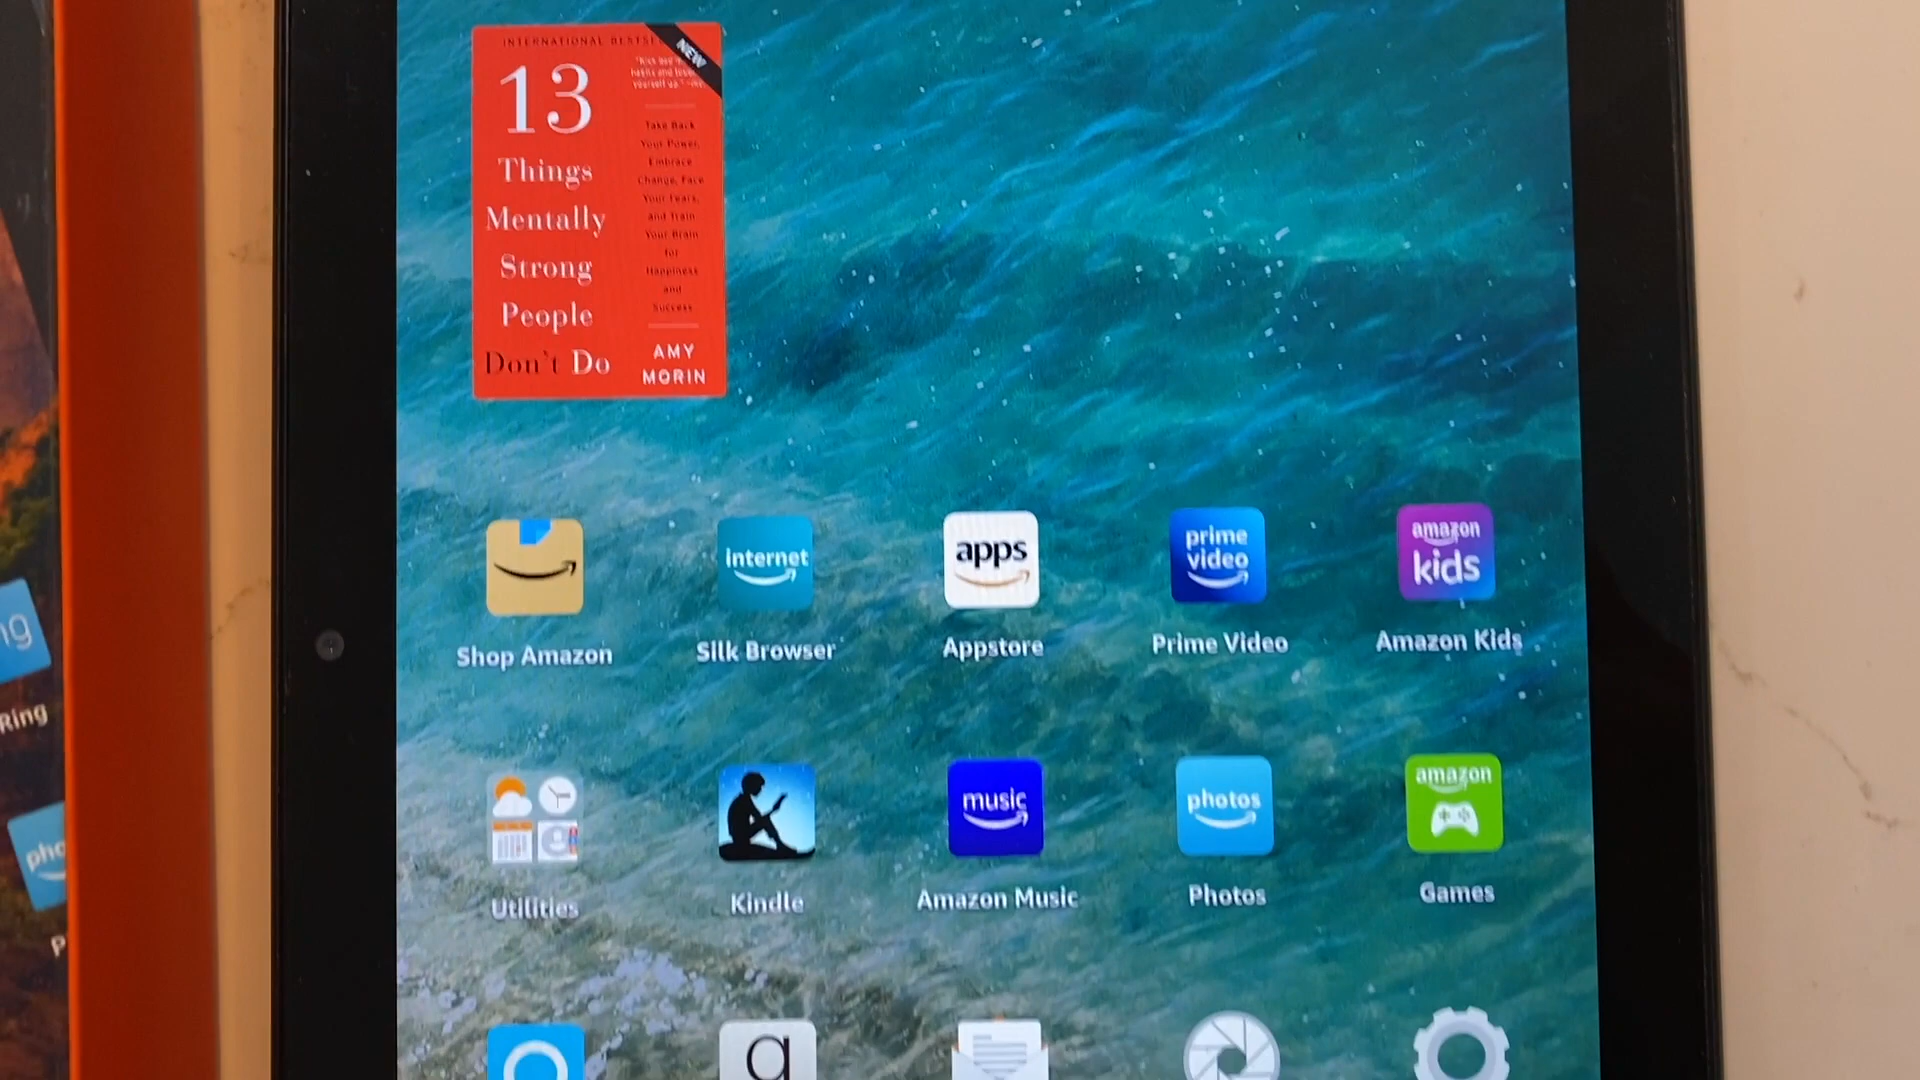 INTERNATIONAL
NEW
13
Things
Mentally
Strong
People
Don't Do
Take Back
Your Power,
Embrace
Change, Face
Your Fears,
and Train
Your Brain
for
Happiness
and
Success
AMY
MORIN
internet
apps
prime
video
amazon
kids
Shop Amazon
Silk Browser
Appstore
Prime Video
Amazon Kids
music
photos
amazon
Utilities
Kindle
Amazon Music
Photos
Games
g
Ring